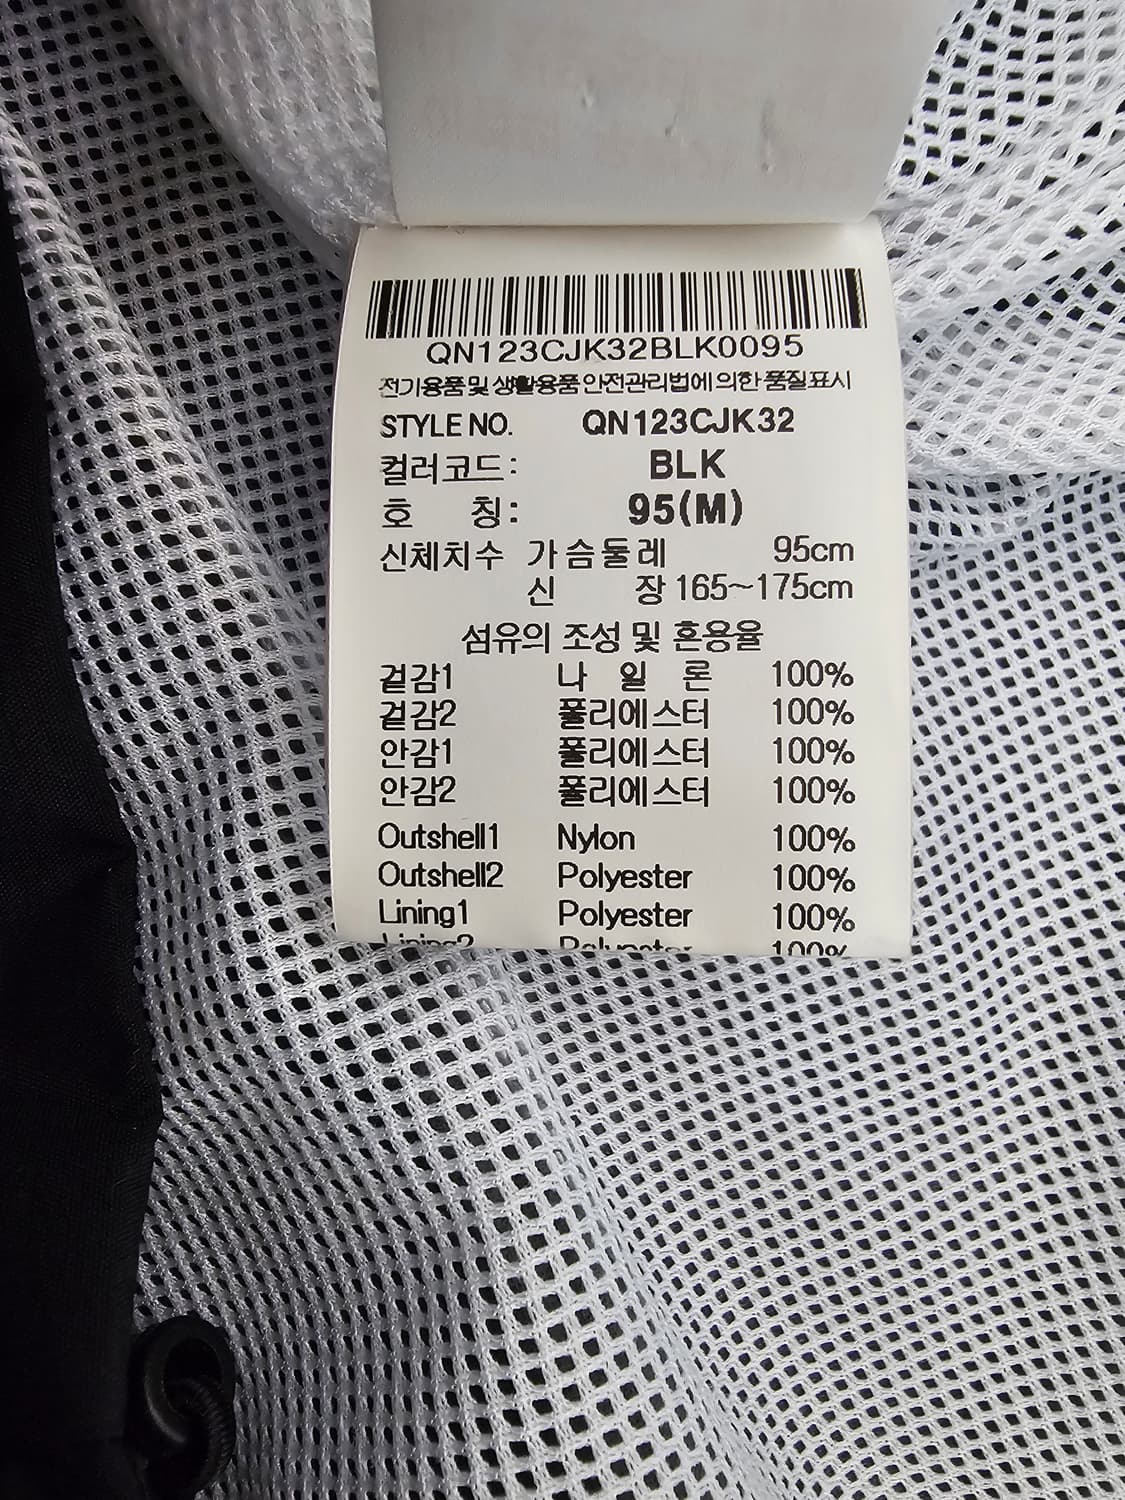 QN123CJK32BLK0095
전기용품 및 생활용품 안전관리법에 의한 품질표시
STYLE NO. QN123CJK32
컬러코드: BLK
호 칭: 95(M)
신체치수 가슴둘레 95cm
신 장 165~175cm
섬유의 조성 및 혼용율
겉감1 나 일 론 100%
겉감2 폴리에스터 100%
안감1 폴리에스터 100%
안감2 폴리에스터 100%
Outshell1 Nylon 100%
Outshell2 Polyester 100%
Lining1 Polyester 100%
Lining2 Polyester 100%